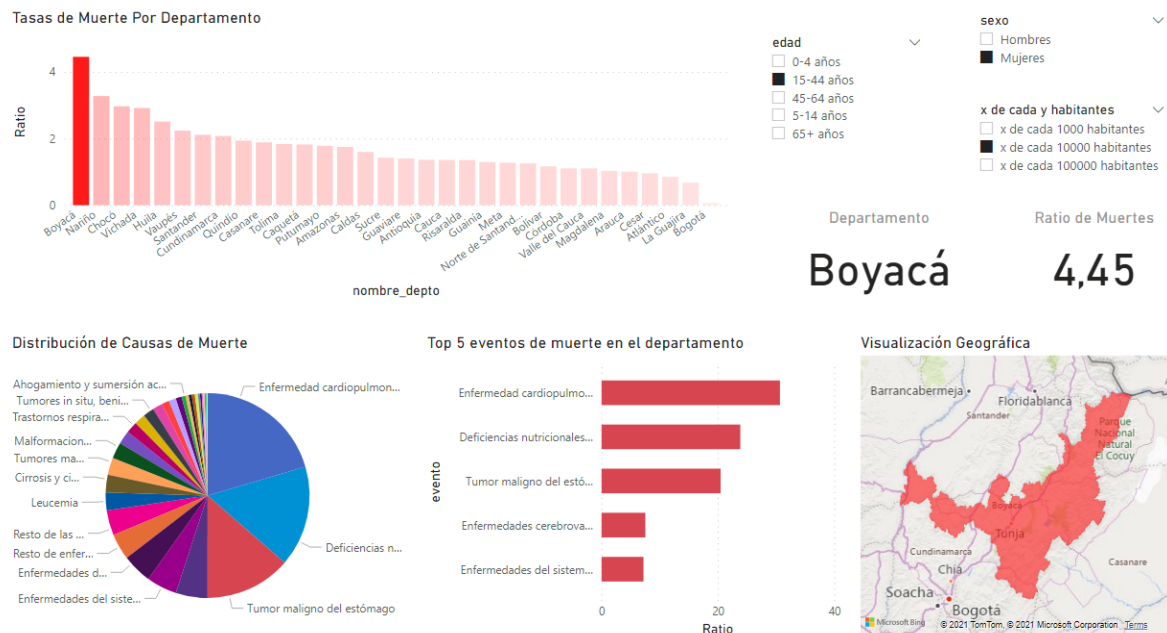 Tasas de Muerte Por Departamento
Ratio
4
2
0
Boyacá
Nariño
Chocó
Vichada
Huila
Vaupés
Santander
Cundinamarca
Quindío
Casanare
Tolima
Caquetá
Putumayo
Amazonas
Caldas
Sucre
Guaviare
Antioquia
Cauca
Risaralda
Guainía
Meta
Norte de Santand...
Bolívar
Córdoba
Valle del Cauca
Magdalena
Arauca
Cesar
Atlántico
La Guajira
Bogotá
nombre_depto
edad
0-4 años
15-44 años
45-64 años
5-14 años
65+ años
sexo
Hombres
Mujeres
x de cada y habitantes
x de cada 1000 habitantes
x de cada 10000 habitantes
x de cada 100000 habitantes
Departamento
Boyacá
Ratio de Muertes
4,45
Distribución de Causas de Muerte
Ahogamiento y sumersión ac...
Tumores in situ, beni...
Trastornos respira...
Malformacion...
Tumores ma...
Cirrosis y ci...
Leucemia
Resto de las ...
Resto de enfer...
Enfermedades d...
Enfermedades del siste...
Enfermedad cardiopulmon...
Deficiencias n...
Tumor maligno del estómago
Top 5 eventos de muerte en el departamento
evento
Enfermedad cardiopulmo...
Deficiencias nutricionales...
Tumor maligno del estó...
Enfermedades cerebrova...
Enfermedades del sistem...
0
20
40
Ratio
Visualización Geográfica
Barrancabermeja
Floridablanca
Santander
Parque
Nacional
Natural
El Cocuy
Boyacá
Tunja
Cundinamarca
Chía
Casanare
Soacha
Bogotá
Microsoft Bing
© 2021 TomTom, © 2021 Microsoft Corporation Terms